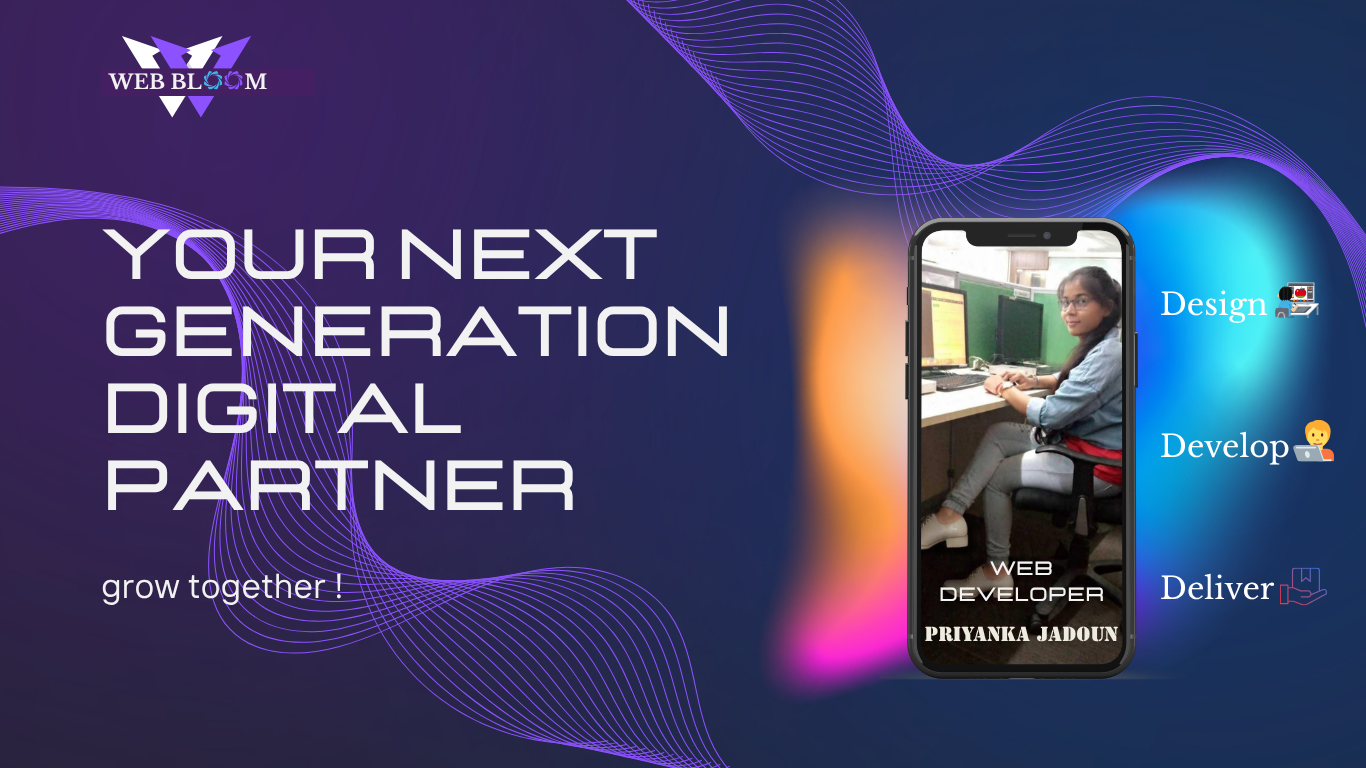 WEB BLOOM
YOUR NEXT
GENERATION
DIGITAL
PARTNER
grow together !
WEB
DEVELOPER
PRIYANKA JADOUN
Design
Develop
Deliver